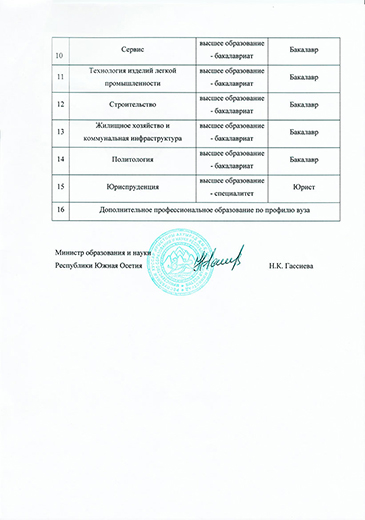 10 Сервис высшее образование - бакалавриат Бакалавр
11 Технология изделий легкой промышленности высшее образование - бакалавриат Бакалавр
12 Строительство высшее образование - бакалавриат Бакалавр
13 Жилищное хозяйство и коммунальная инфраструктура высшее образование - бакалавриат Бакалавр
14 Политология высшее образование - бакалавриат Бакалавр
15 Юриспруденция высшее образование - специалитет Юрист
16 Дополнительное профессиональное образование по профилю вуза
Министр образования и науки
Республики Южная Осетия Н.К. Гассиева